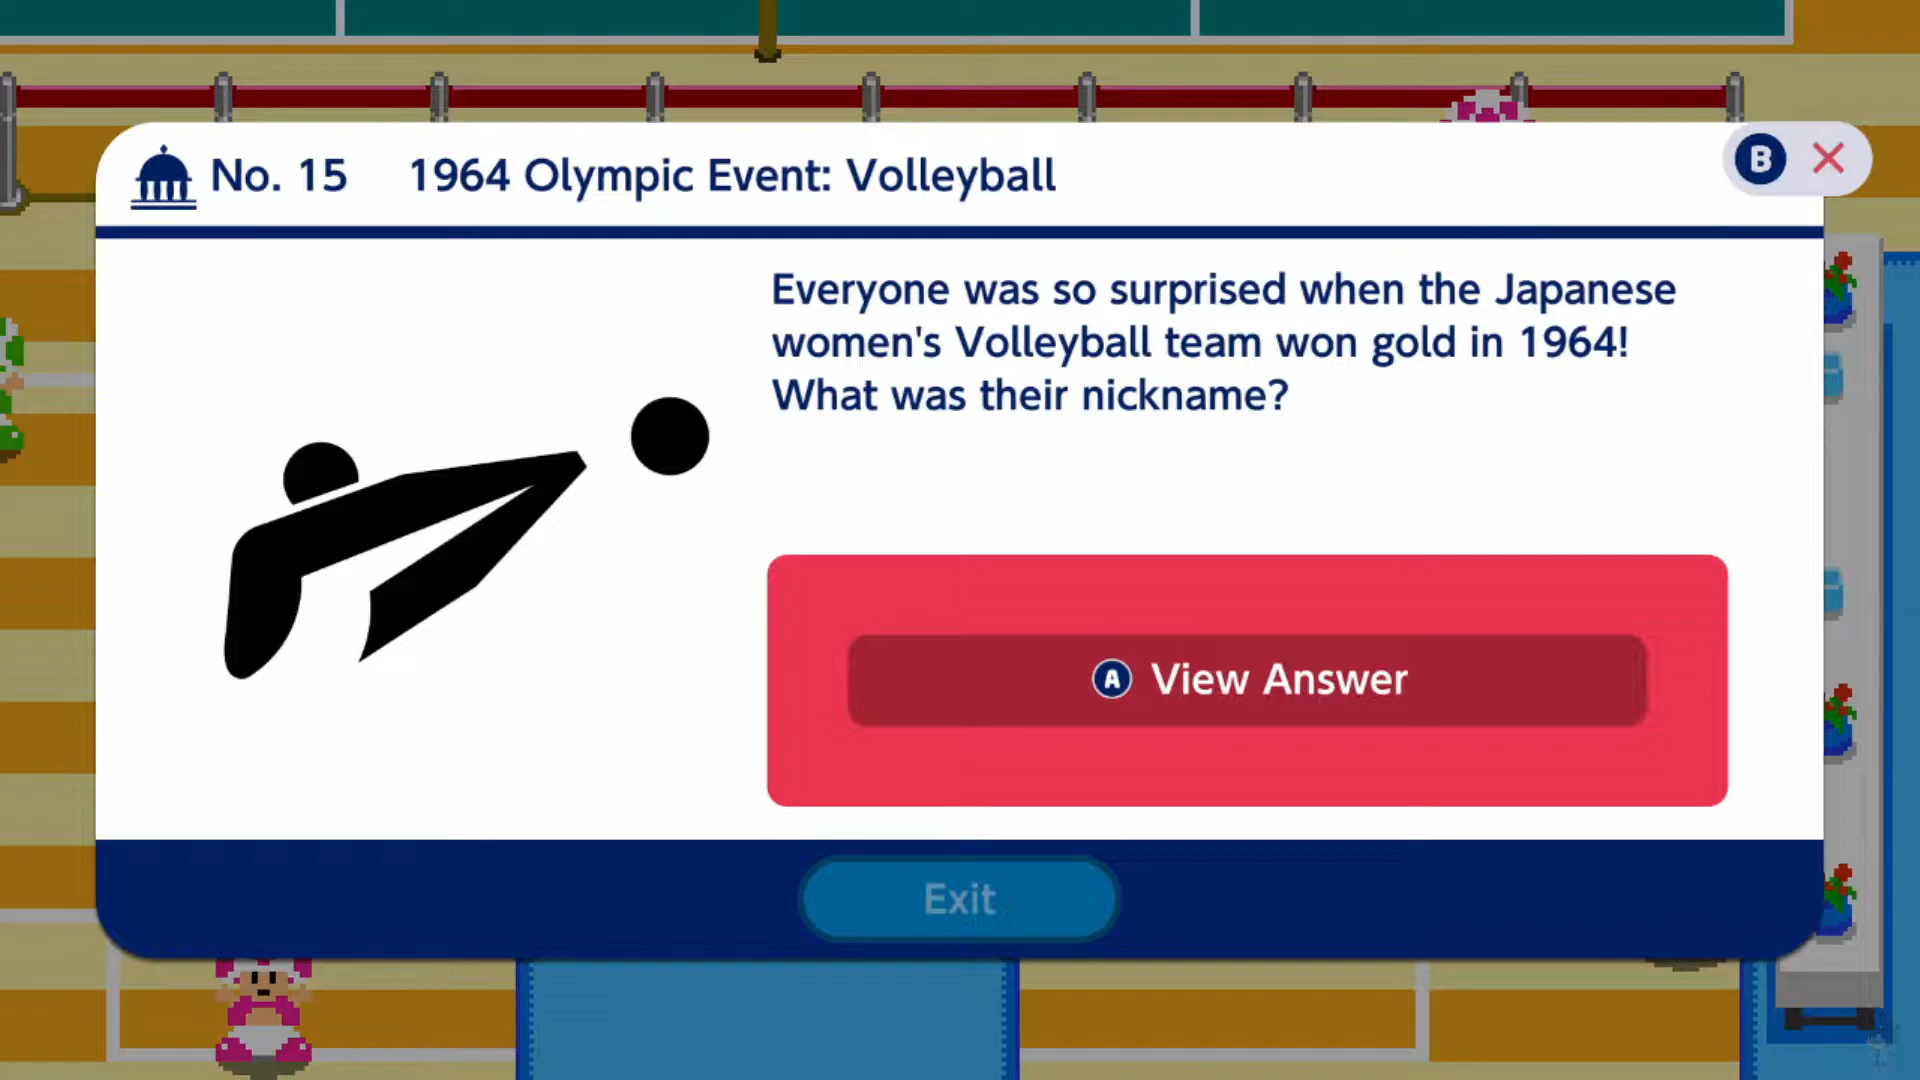 No. 15 1964 Olympic Event: Volleyball
B
Everyone was so surprised when the Japanese
women's Volleyball team won gold in 1964!
What was their nickname?
A View Answer
Exit